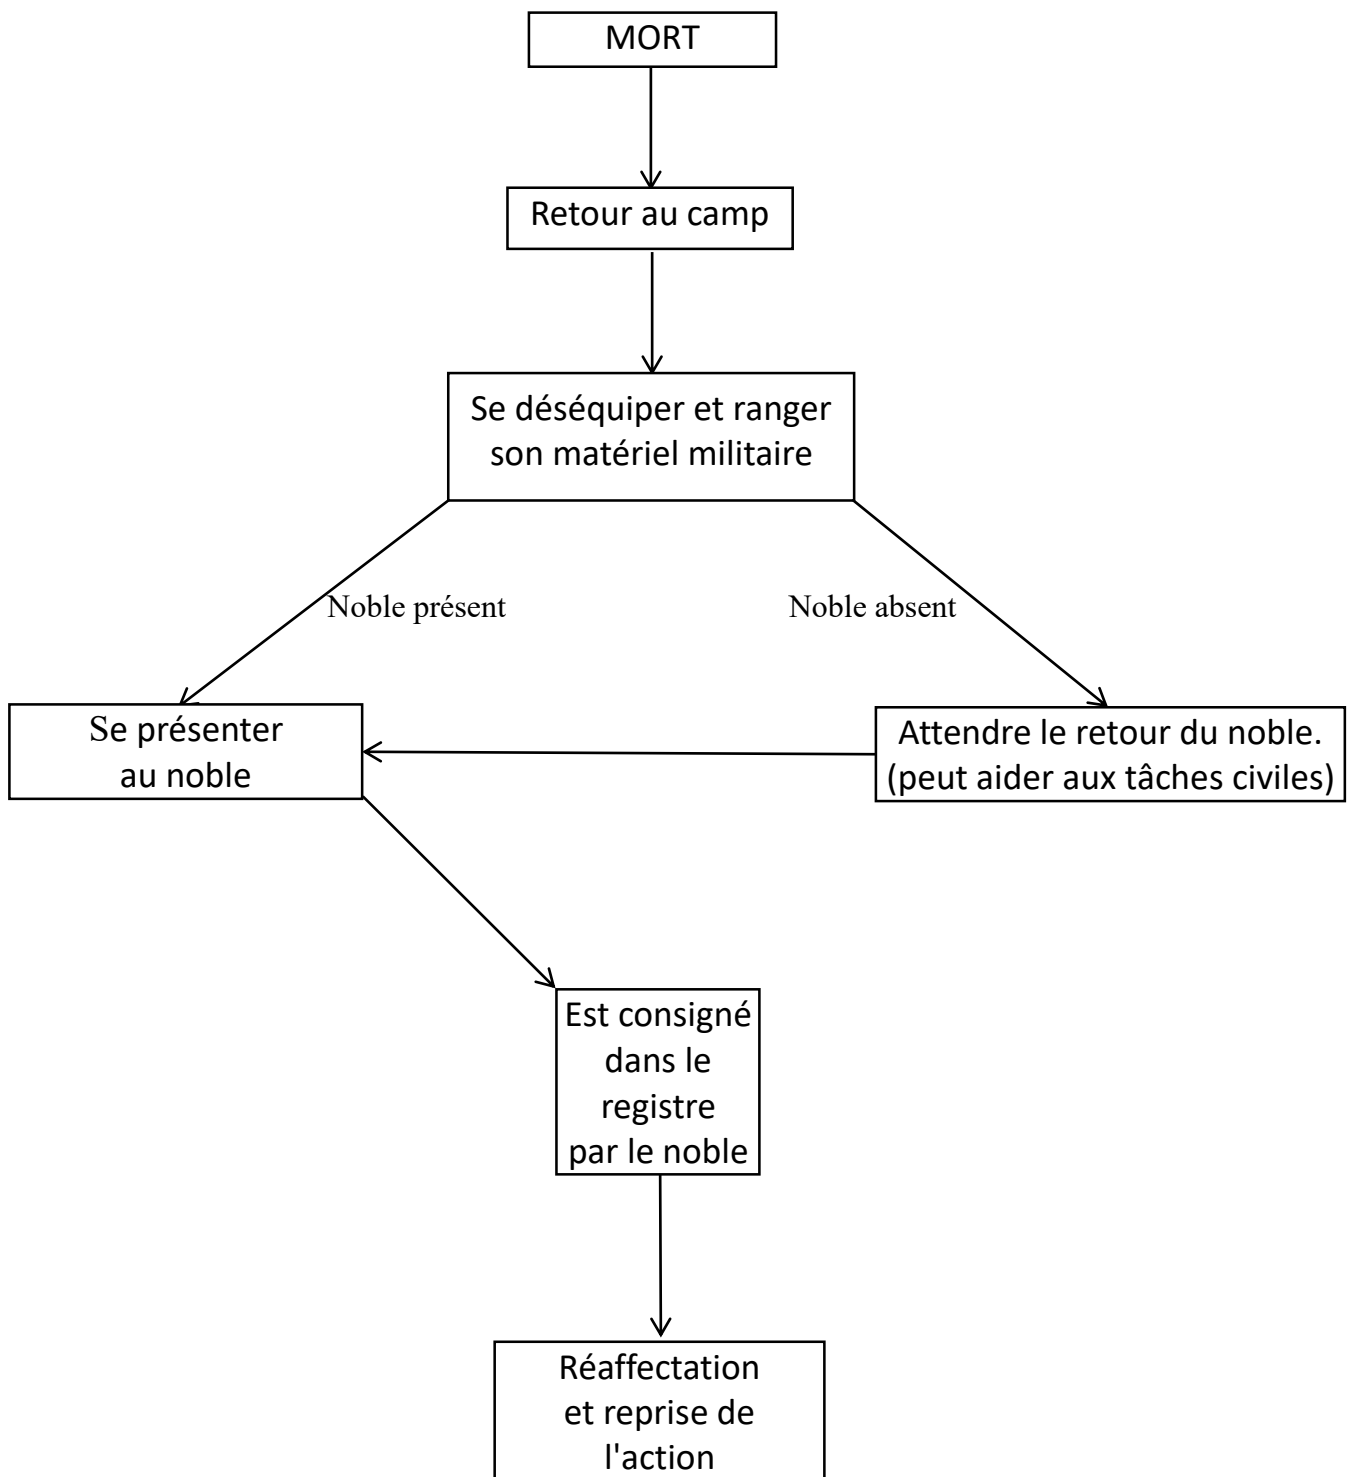 MORT
Retour au camp
Se déséquiper et ranger
son matériel militaire
Noble présent
Noble absent
Se présenter
au noble
Attendre le retour du noble.
(peut aider aux tâches civiles)
Est consigné
dans le
registre
par le noble
Réaffectation
et reprise de
l'action